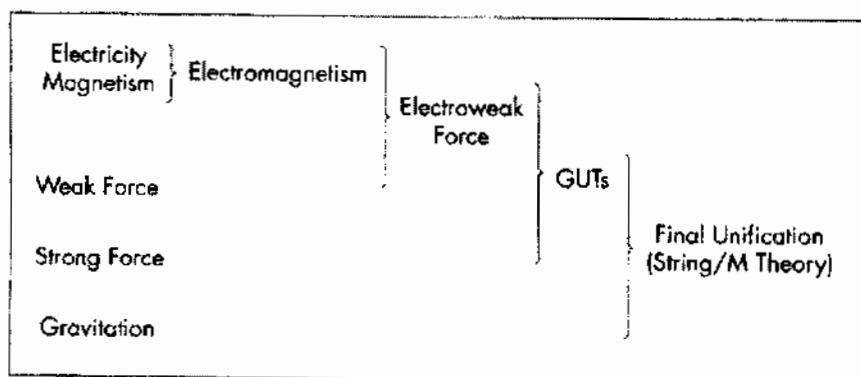 Electricity
Magnetism
Electromagnetism
Electroweak
Force
Weak Force
GUTs
Strong Force
Final Unification
(String/M Theory)
Gravitation